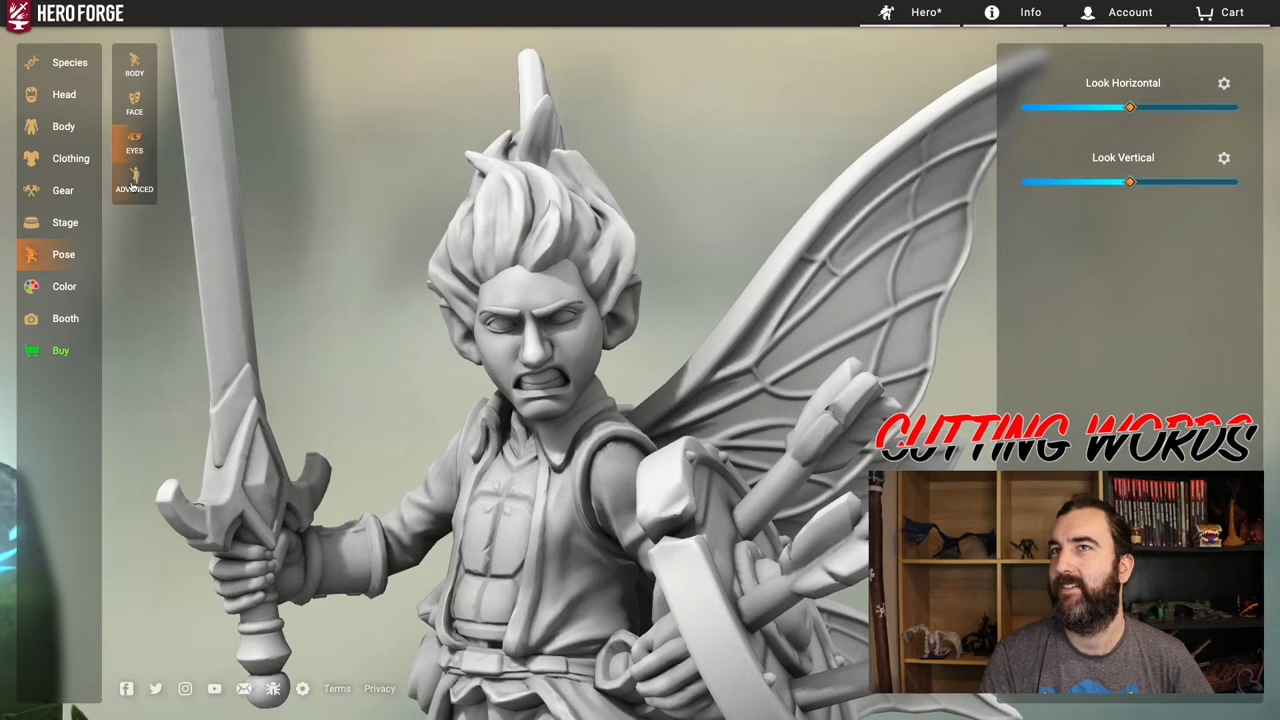 HERO FORGE
Hero*
Info
Account
Cart
Species
Head
Body
Clothing
Gear
Stage
Pose
Color
Booth
Buy
BODY
FACE
EYES
ADVANCED
Look Horizontal
Look Vertical
CUTTING WORDS
Terms
Privacy